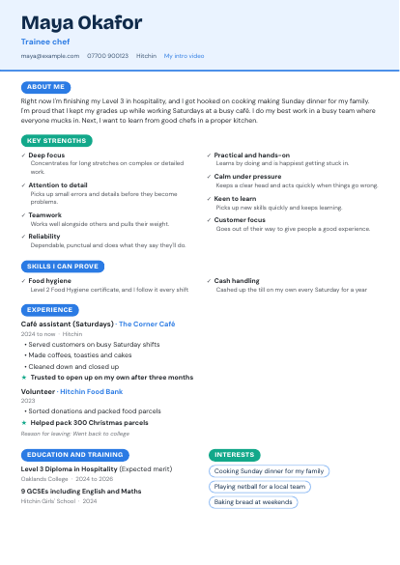 Maya Okafor
Trainee chef
maya@example.com 07700 900123 Hitchin My intro video
ABOUT ME
Right now I'm finishing my Level 3 in hospitality, and I got hooked on cooking making Sunday dinner for my family.
I'm proud that I kept my grades up while working Saturdays at a busy café. I do my best work in a busy team where
everyone mucks in. Next, I want to learn from good chefs in a proper kitchen.
KEY STRENGTHS
✓ Deep focus
Concentrates for long stretches on complex or detailed
work.
✓ Attention to detail
Picks up small errors and details before they become
problems.
✓ Teamwork
Works well alongside others and pulls their weight.
✓ Reliability
Dependable, punctual and does what they say they'll do.
✓ Practical and hands-on
Learns by doing and is happiest getting stuck in.
✓ Calm under pressure
Keeps a clear head and acts quickly when things go wrong.
✓ Keen to learn
Picks up new skills quickly and keeps learning.
✓ Customer focus
Goes out of their way to give people a good experience.
SKILLS I CAN PROVE
✓ Food hygiene
Level 2 Food Hygiene certificate, and I follow it every shift
✓ Cash handling
Cashed up the till on my own every Saturday for a year
EXPERIENCE
Café assistant (Saturdays) · The Corner Café
2024 to now · Hitchin
• Served customers on busy Saturday shifts
• Made coffees, toasties and cakes
• Cleaned down and closed up
★ Trusted to open up on my own after three months
Volunteer · Hitchin Food Bank
2023
• Sorted donations and packed food parcels
★ Helped pack 300 Christmas parcels
Reason for leaving: Went back to college
EDUCATION AND TRAINING
Level 3 Diploma in Hospitality (Expected merit)
Oaklands College · 2024 to 2026
9 GCSEs including English and Maths
Hitchin Girls' School · 2024
INTERESTS
Cooking Sunday dinner for my family
Playing netball for a local team
Baking bread at weekends